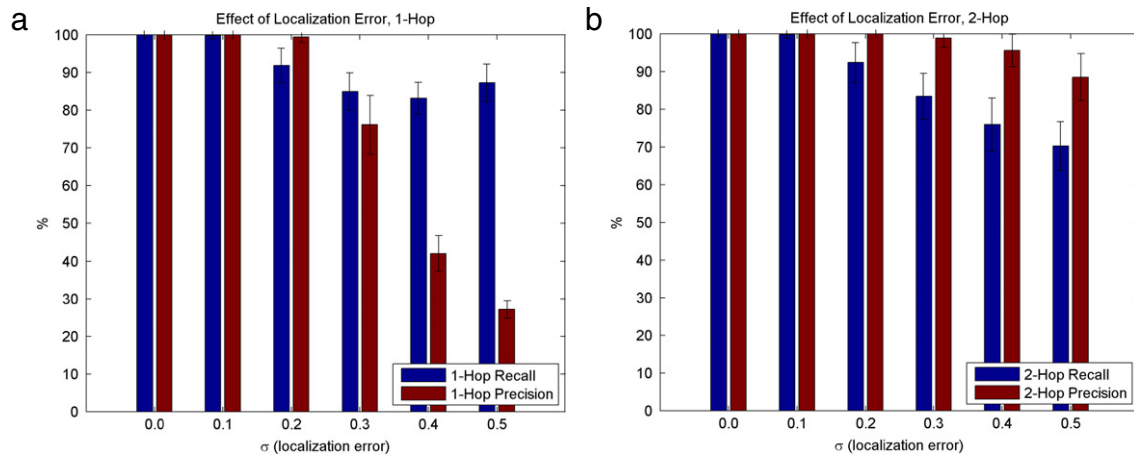 a
Effect of Localization Error, 1-Hop
100
90
80
70
60
50
40
30
20
10
0
%
1-Hop Recall
1-Hop Precision
0.0 0.1 0.2 0.3 0.4 0.5
σ (localization error)
b
Effect of Localization Error, 2-Hop
100
90
80
70
60
50
40
30
20
10
0
%
2-Hop Recall
2-Hop Precision
0.0 0.1 0.2 0.3 0.4 0.5
σ (localization error)